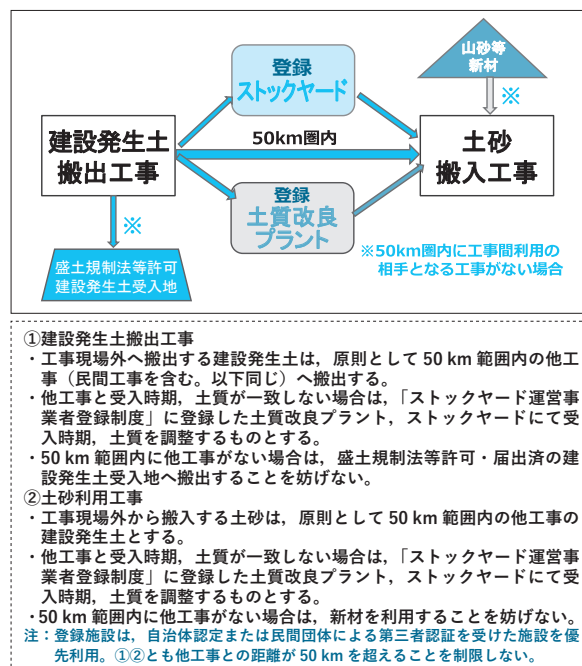 山砂等
新材
登録
ストックヤード
※
建設発生土
搬出工事
50km圏内
土砂
搬入工事
登録
土質改良
プラント
※
※50km圏内に工事間利用の
相手となる工事がない場合
盛土規制法等許可
建設発生土受入地
①建設発生土搬出工事
・工事現場外へ搬出する建設発生土は，原則として 50 km 範囲内の他工
事（民間工事を含む。以下同じ）へ搬出する。
・他工事と受入時期，土質が一致しない場合は，「ストックヤード運営事
業者登録制度」に登録した土質改良プラント，ストックヤードにて受
入時期，土質を調整するものとする。
・50 km 範囲内に他工事がない場合は，盛土規制法等許可・届出済の建
設発生土受入地へ搬出することを妨げない。
②土砂利用工事
・工事現場外から搬入する土砂は，原則として 50 km 範囲内の他工事の
建設発生土とする。
・他工事と受入時期，土質が一致しない場合は，「ストックヤード運営事
業者登録制度」に登録した土質改良プラント，ストックヤードにて受
入時期，土質を調整するものとする。
・50 km 範囲内に他工事がない場合は，新材を利用することを妨げない。
注：登録施設は，自治体認定または民間団体による第三者認証を受けた施設を優
先利用。①②とも他工事との距離が 50 km を超えることを制限しない。